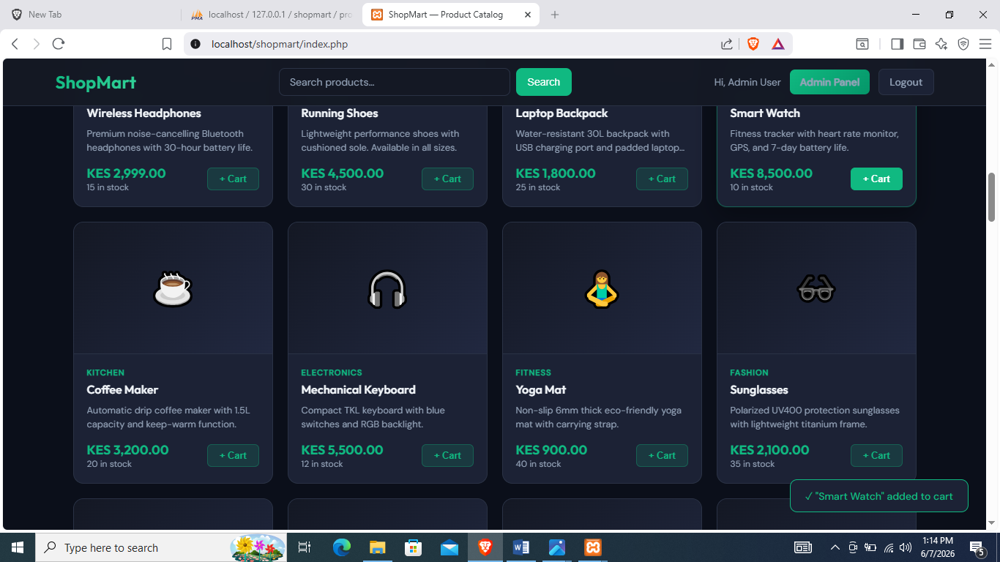 New Tab
localhost / 127.0.0.1 / shopmart / pro
ShopMart — Product Catalog
localhost/shopmart/index.php
ShopMart
Search products...
Search
Hi, Admin User
Admin Panel
Logout
Wireless Headphones
Premium noise-cancelling Bluetooth
headphones with 30-hour battery life.
KES 2,999.00
15 in stock
+ Cart
Running Shoes
Lightweight performance shoes with
cushioned sole. Available in all sizes.
KES 4,500.00
30 in stock
+ Cart
Laptop Backpack
Water-resistant 30L backpack with
USB charging port and padded laptop...
KES 1,800.00
25 in stock
+ Cart
Smart Watch
Fitness tracker with heart rate monitor,
GPS, and 7-day battery life.
KES 8,500.00
10 in stock
+ Cart
KITCHEN
Coffee Maker
Automatic drip coffee maker with 1.5L
capacity and keep-warm function.
KES 3,200.00
20 in stock
+ Cart
ELECTRONICS
Mechanical Keyboard
Compact TKL keyboard with blue
switches and RGB backlight.
KES 5,500.00
12 in stock
+ Cart
FITNESS
Yoga Mat
Non-slip 6mm thick eco-friendly yoga
mat with carrying strap.
KES 900.00
40 in stock
+ Cart
FASHION
Sunglasses
Polarized UV400 protection sunglasses
with lightweight titanium frame.
KES 2,100.00
35 in stock
+ Cart
✓ "Smart Watch" added to cart
Type here to search
1:14 PM
6/7/2026
5